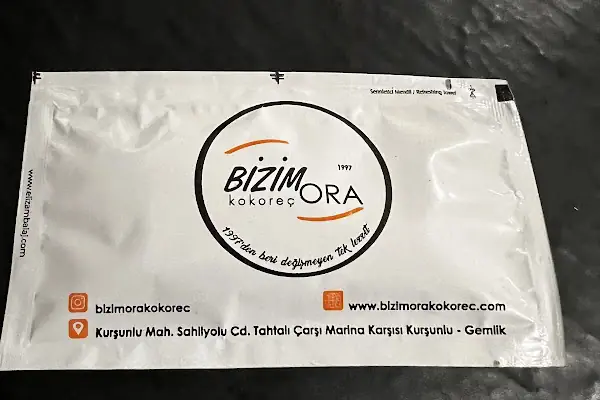 Serinletici Mendil / Refreshing towel
1997
BİZİM
ORA
kokoreç
1997'den beri değişmeyen tek lezzet
www.elizambalaj.com
bizimorakokorec
www.bizimorakokorec.com
Kurşunlu Mah. Sahilyolu Cd. Tahtalı Çarşı Marina Karşısı Kurşunlu - Gemlik